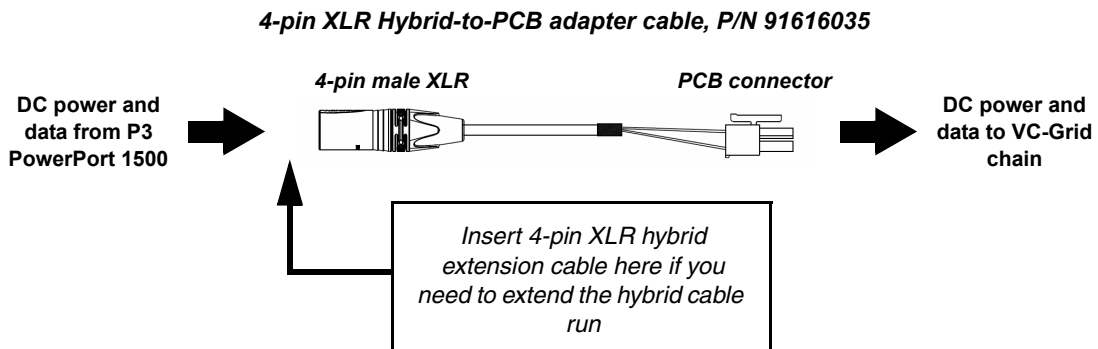 4-pin XLR Hybrid-to-PCB adapter cable, P/N 91616035
4-pin male XLR
PCB connector
DC power and
data from P3
PowerPort 1500
DC power and
data to VC-Grid
chain
Insert 4-pin XLR hybrid
extension cable here if you
need to extend the hybrid cable
run